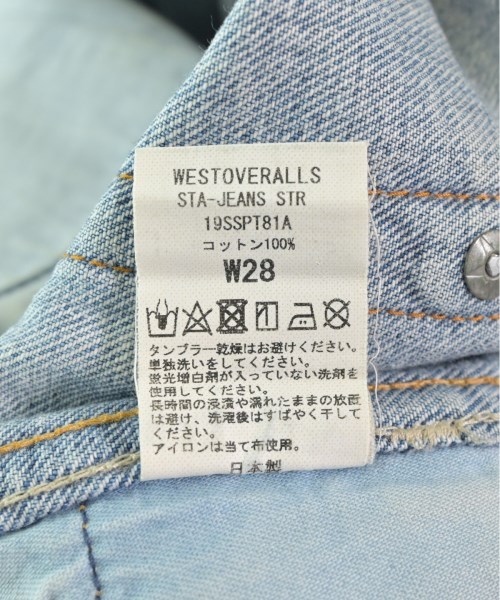 WESTOVERALLS
STA-JEANS STR
19SSPT81A
コットン100%
W28
タンブラー乾燥はお避けください。
単独洗いをしてください。
蛍光増白剤が入っていない洗剤を
使用してください。
長時間の浸漬や濡れたままの放置
は避け、洗濯後はすばやく干して
ください。
アイロンは当て布使用。
日本製